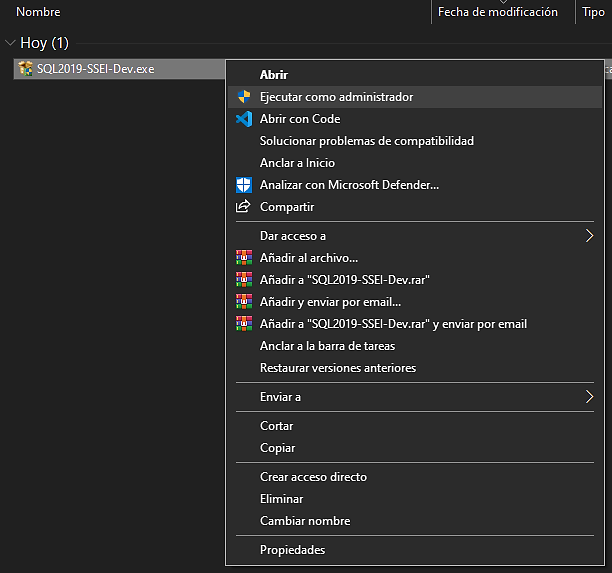 Nombre
Fecha de modificación
Tipo
Hoy (1)
SQL2019-SSEI-Dev.exe
Abrir
Ejecutar como administrador
Abrir con Code
Solucionar problemas de compatibilidad
Anclar a Inicio
Analizar con Microsoft Defender...
Compartir
Dar acceso a
Añadir al archivo...
Añadir a "SQL2019-SSEI-Dev.rar"
Añadir y enviar por email...
Añadir a "SQL2019-SSEI-Dev.rar" y enviar por email
Anclar a la barra de tareas
Restaurar versiones anteriores
Enviar a
Cortar
Copiar
Crear acceso directo
Eliminar
Cambiar nombre
Propiedades